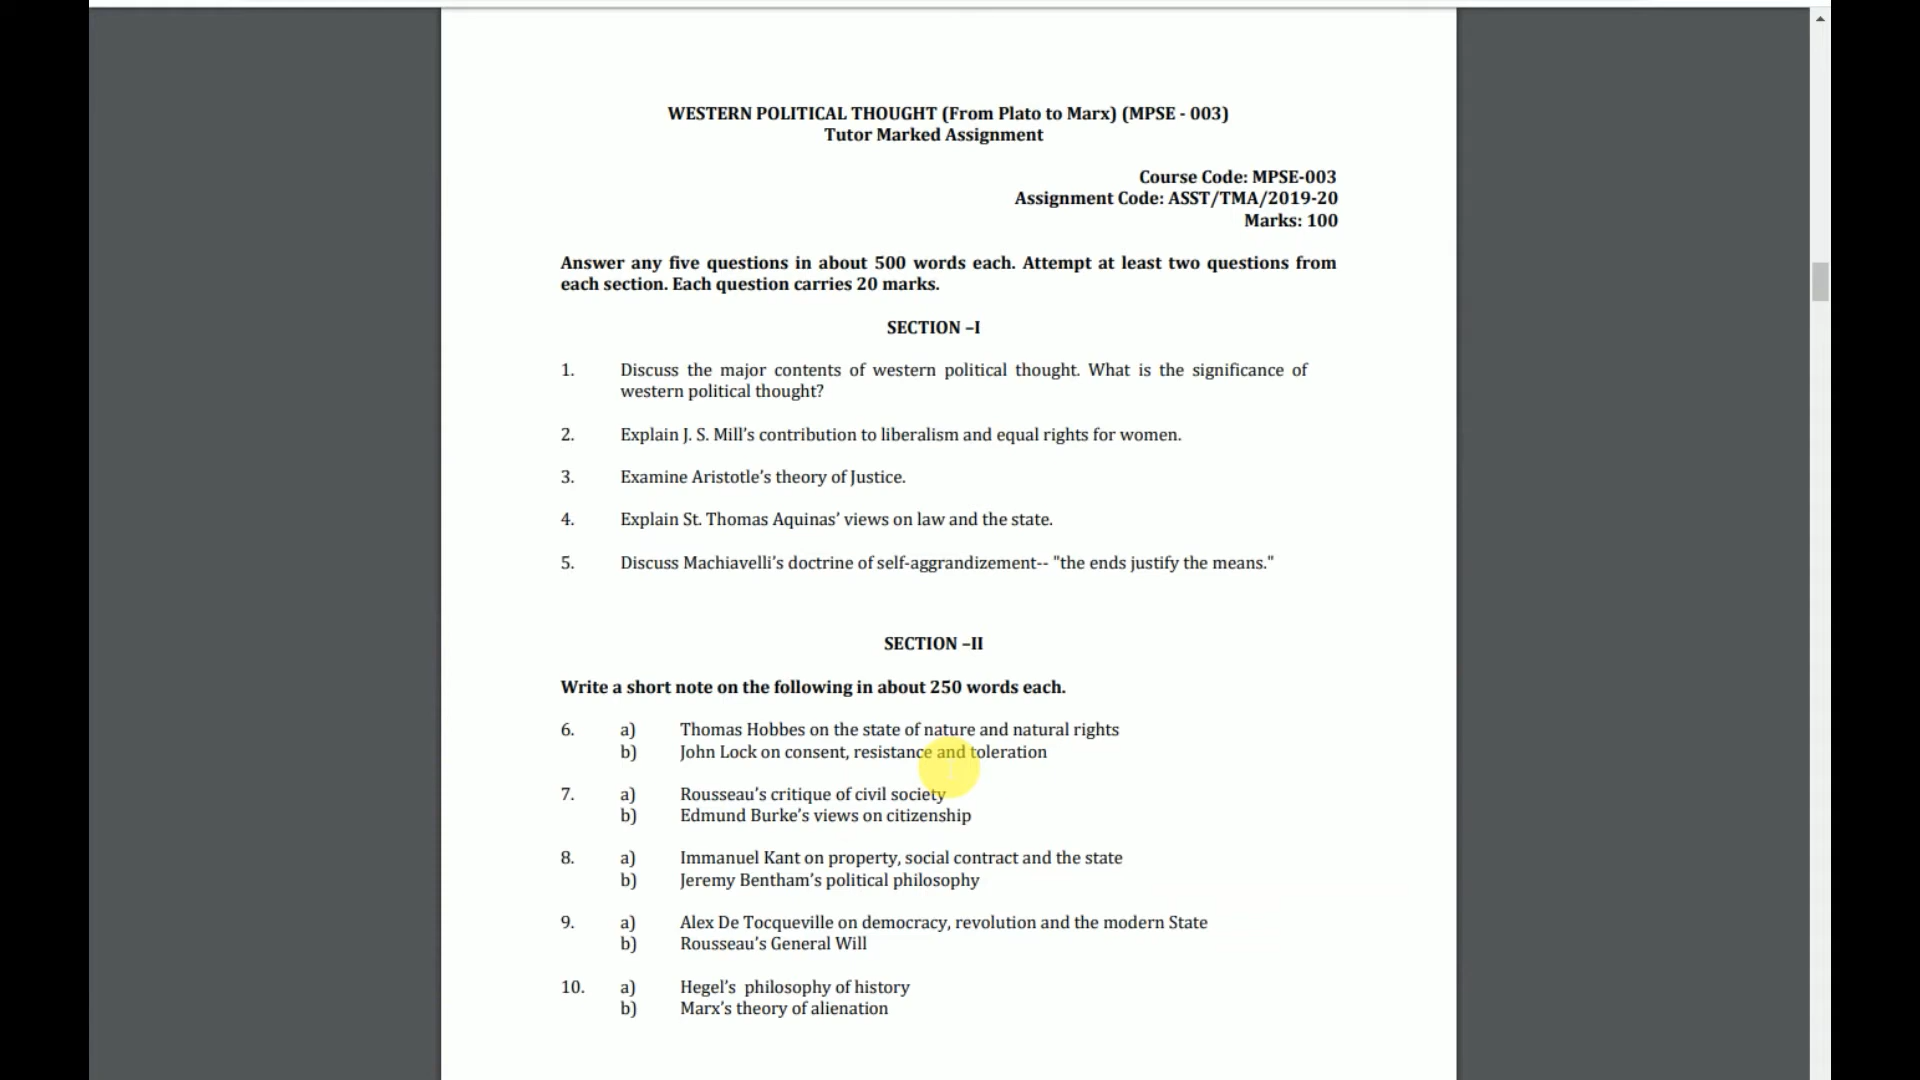 WESTERN POLITICAL THOUGHT (From Plato to Marx) (MPSE - 003)
Tutor Marked Assignment
Course Code: MPSE-003
Assignment Code: ASST/TMA/2019-20
Marks: 100
Answer any five questions in about 500 words each. Attempt at least two questions from
each section. Each question carries 20 marks.
SECTION –I
1. Discuss the major contents of western political thought. What is the significance of
western political thought?
2. Explain J. S. Mill’s contribution to liberalism and equal rights for women.
3. Examine Aristotle’s theory of Justice.
4. Explain St. Thomas Aquinas’ views on law and the state.
5. Discuss Machiavelli’s doctrine of self-aggrandizement-- "the ends justify the means."
SECTION –II
Write a short note on the following in about 250 words each.
6. a) Thomas Hobbes on the state of nature and natural rights
b) John Lock on consent, resistance and toleration
7. a) Rousseau’s critique of civil society
b) Edmund Burke’s views on citizenship
8. a) Immanuel Kant on property, social contract and the state
b) Jeremy Bentham’s political philosophy
9. a) Alex De Tocqueville on democracy, revolution and the modern State
b) Rousseau’s General Will
10. a) Hegel’s philosophy of history
b) Marx’s theory of alienation